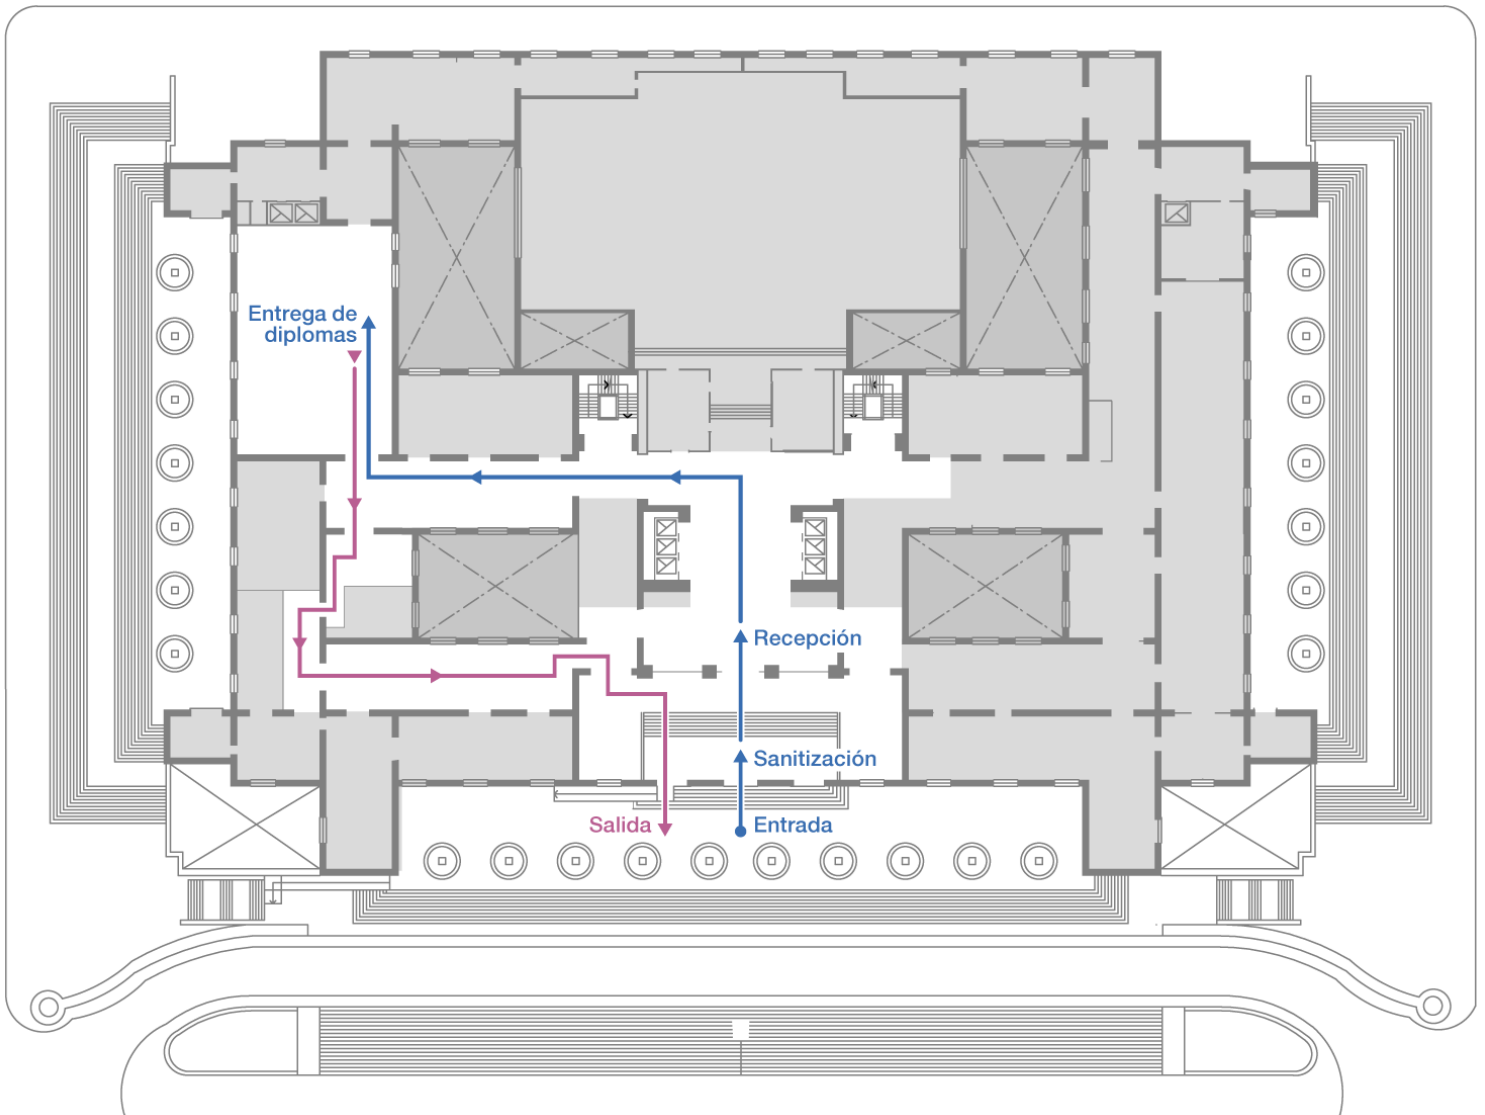 Entrega de
diplomas
Recepción
Sanitización
Salida
Entrada